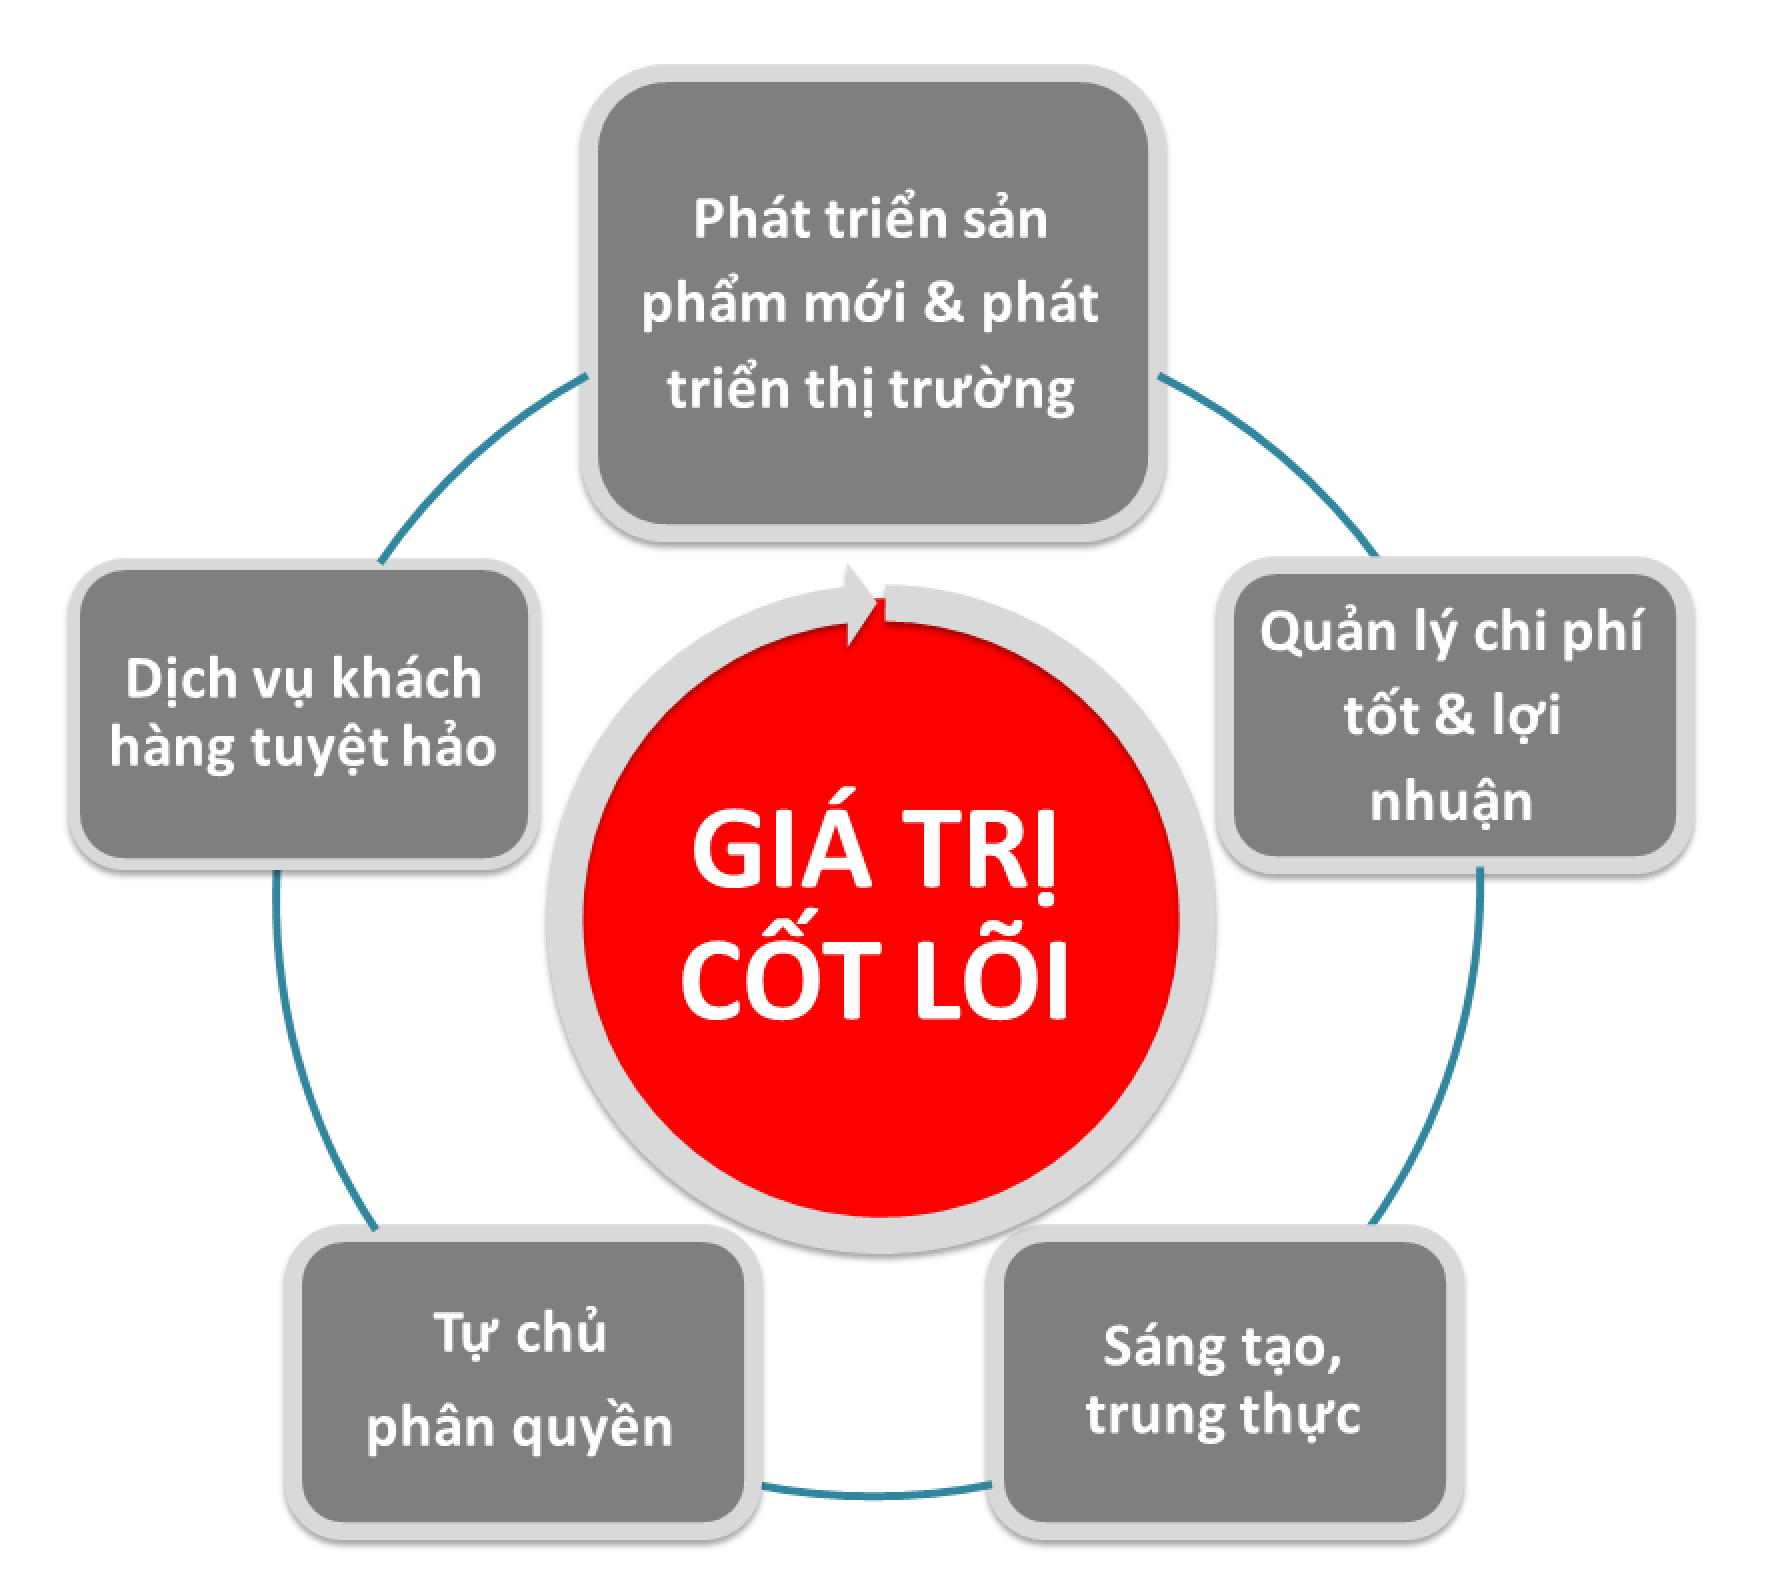 Phát triển sản
phẩm mới & phát
triển thị trường
Dịch vụ khách
hàng tuyệt hảo
Quản lý chi phí
tốt & lợi
nhuận
GIÁ TRỊ
CỐT LÕI
Tự chủ
phân quyền
Sáng tạo,
trung thực